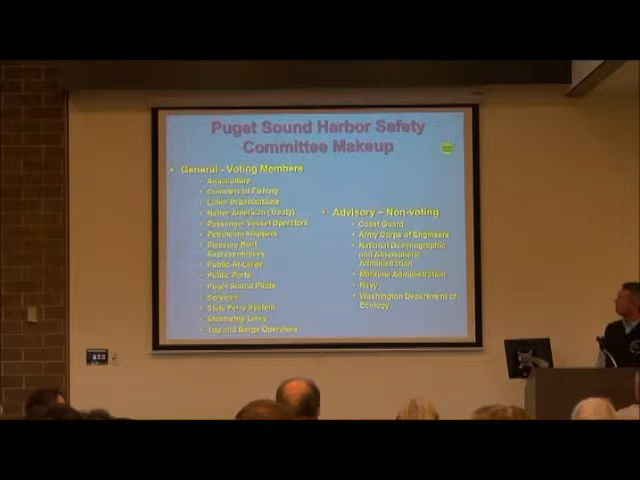 Puget Sound Harbor Safety
Committee Makeup
• General - Voting Members
• Aquaculture
• Commercial Fishing
• Labor Organizations
• Native American (Treaty)
• Passenger Vessel Operators
• Petroleum Shippers
• Pleasure Boat
Representatives
• Public-At-Large
• Public Ports
• Puget Sound Pilots
• Services
• State Ferry System
• Steamship Lines
• Tug and Barge Operators
• Advisory – Non-voting
• Coast Guard
• Army Corps of Engineers
• National Oceanographic
and Atmospheric
Administration
• Maritime Administration
• Navy
• Washington Department of
Ecology